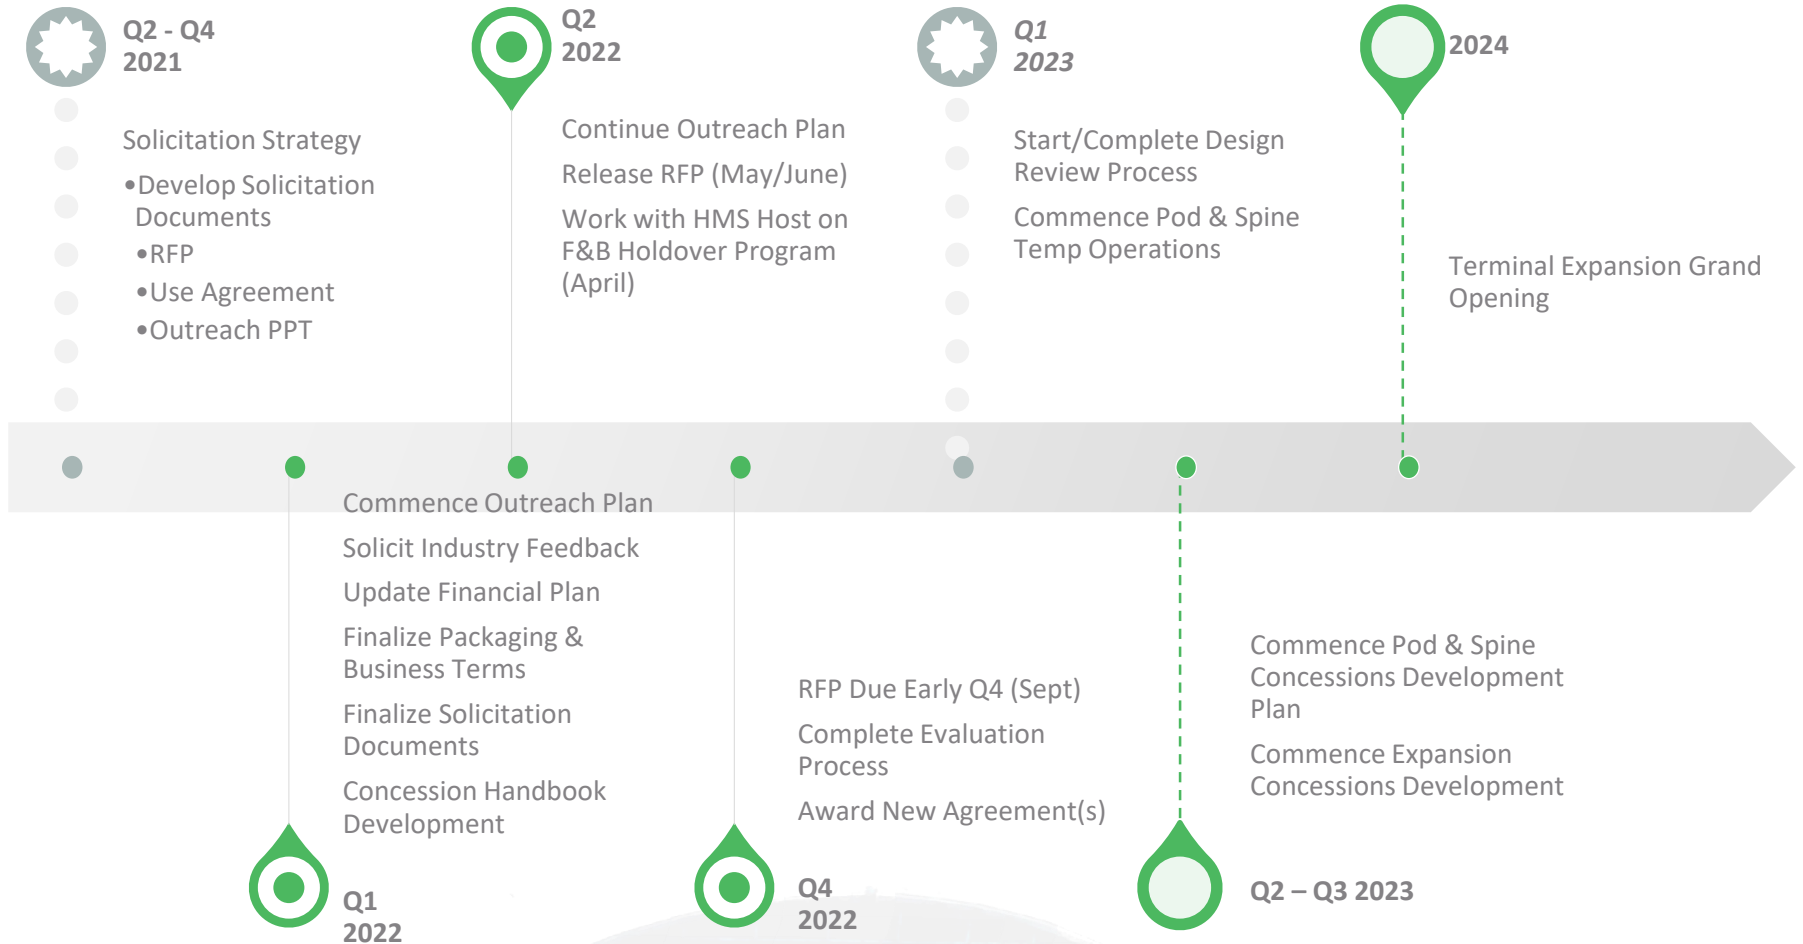 Q2 - Q4
2021
Solicitation Strategy
•Develop Solicitation
Documents
•RFP
•Use Agreement
•Outreach PPT
Q2
2022
Continue Outreach Plan
Release RFP (May/June)
Work with HMS Host on
F&B Holdover Program
(April)
Q1
2023
Start/Complete Design
Review Process
Commence Pod & Spine
Temp Operations
2024
Terminal Expansion Grand
Opening
Commence Outreach Plan
Solicit Industry Feedback
Update Financial Plan
Finalize Packaging &
Business Terms
Finalize Solicitation
Documents
Concession Handbook
Development
Q1
2022
RFP Due Early Q4 (Sept)
Complete Evaluation
Process
Award New Agreement(s)
Q4
2022
Commence Pod & Spine
Concessions Development
Plan
Commence Expansion
Concessions Development
Q2 – Q3 2023